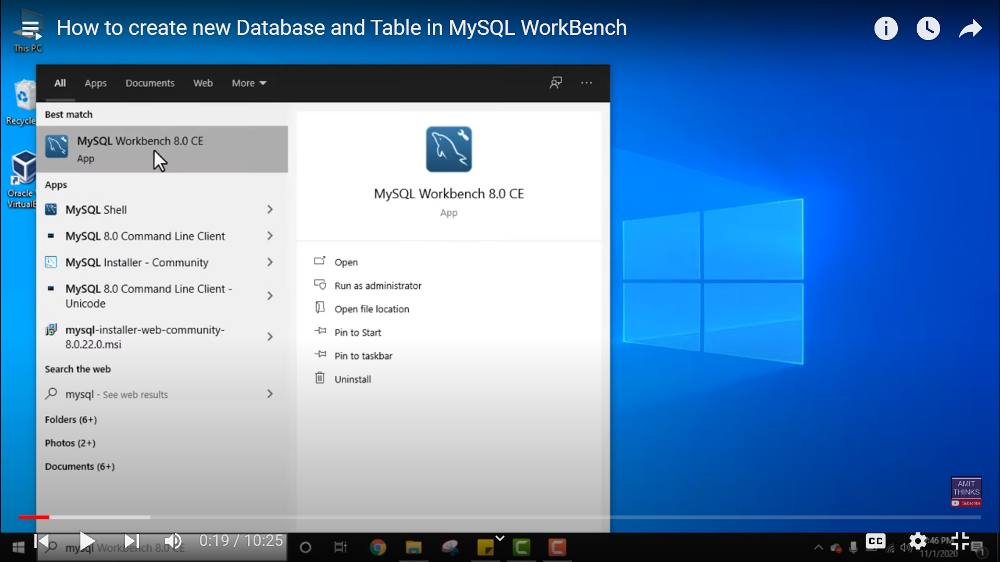 How to create new Database and Table in MySQL WorkBench
This PC
All Apps Documents Web More
Best match
Recycle
MySQL Workbench 8.0 CE
App
MySQL Workbench 8.0 CE
App
Oracle
Apps
MySQL Shell
MySQL 8.0 Command Line Client
MySQL Installer - Community
MySQL 8.0 Command Line Client -
Unicode
mysql-installer-web-community-
8.0.22.0.msi
Search the web
mysql - See web results
Folders (6+)
Photos (2+)
Documents (6+)
Open
Run as administrator
Open file location
Pin to Start
Pin to taskbar
Uninstall
AMIT
THINKS
Subscribe
0:19 / 10:25
mysql Workbench 8.0 CE
CC
:46 PM
11/1/2020
1